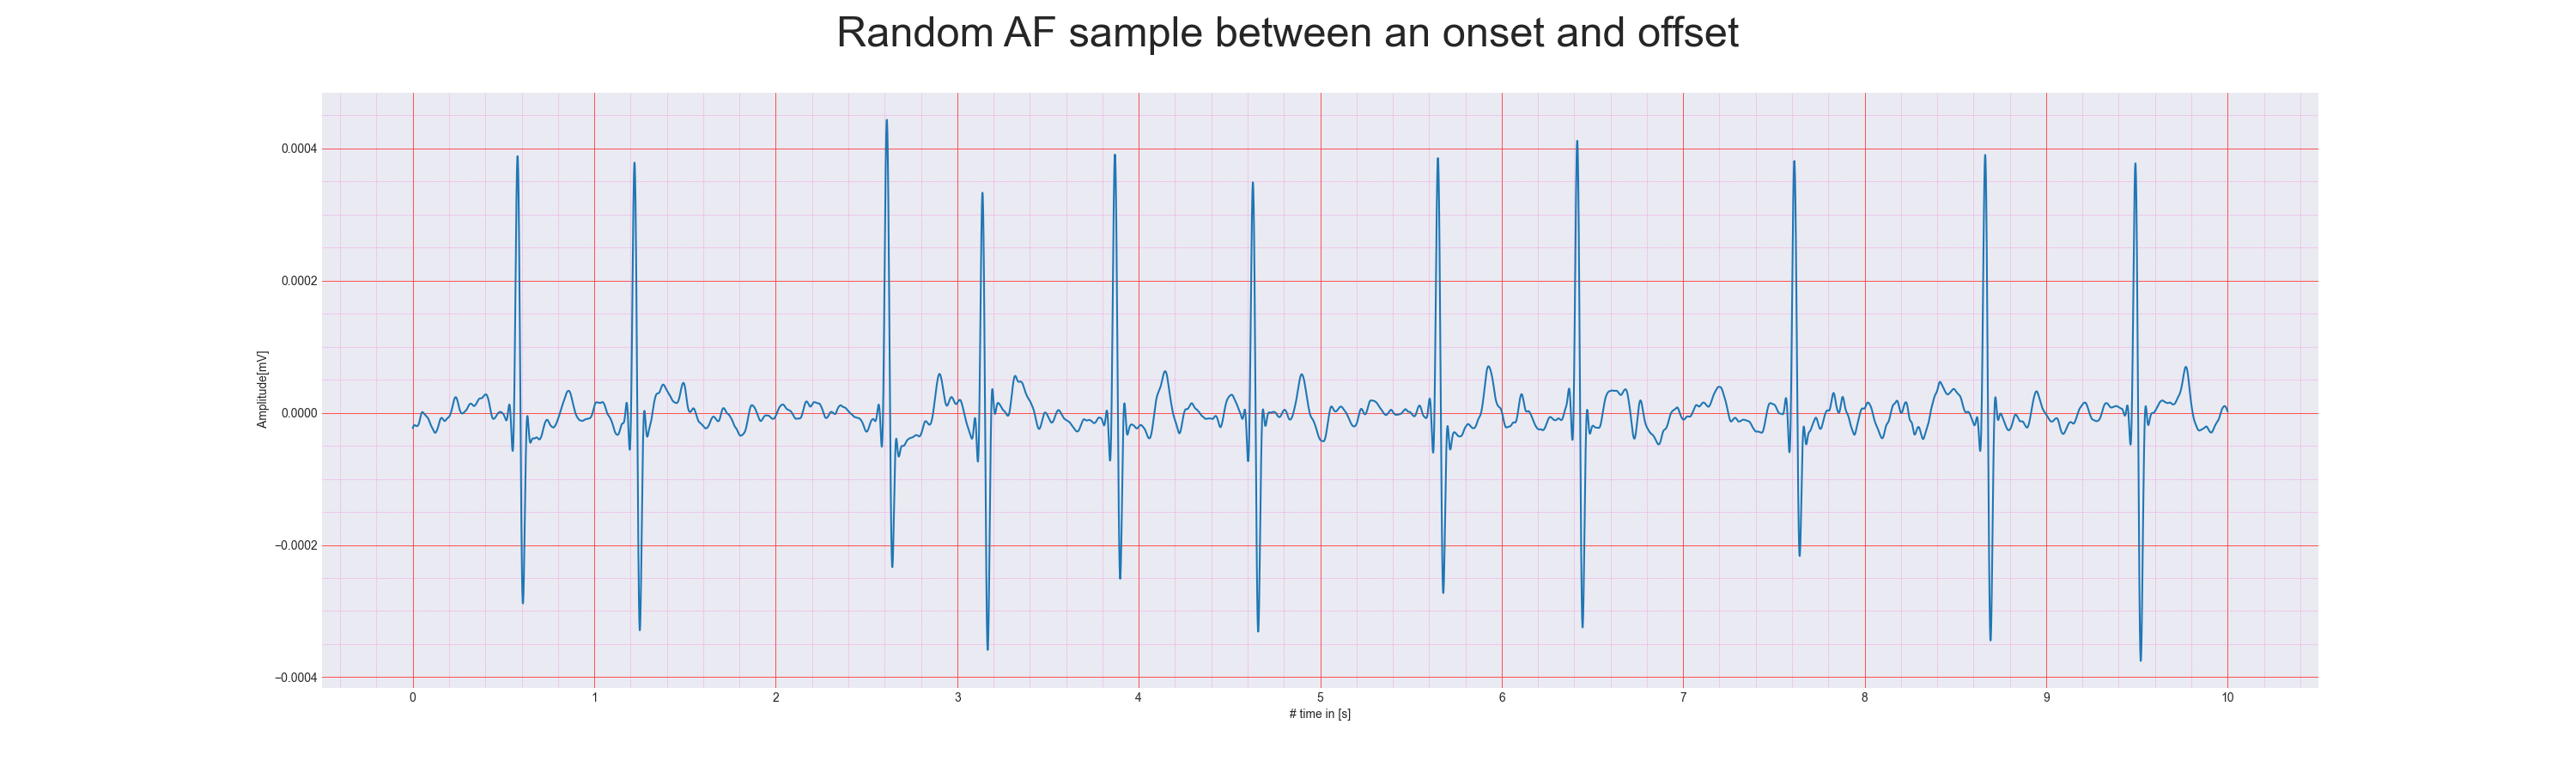 Random AF sample between an onset and offset
0.0004
0.0002
0.0000
−0.0002
−0.0004
Amplitude[mV]
0 1 2 3 4 5 6 7 8 9 10
# time in [s]